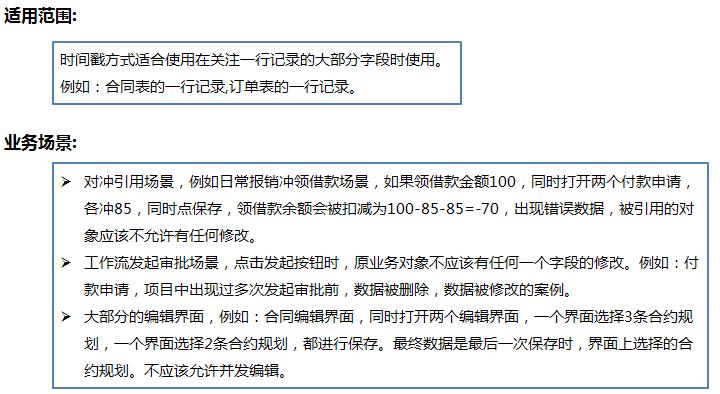 适用范围:
时间戳方式适合使用在关注一行记录的大部分字段时使用。
例如：合同表的一行记录,订单表的一行记录。
业务场景:
➢ 对冲引用场景，例如日常报销冲领借款场景，如果领借款金额100，同时打开两个付款申请，
各冲85，同时点保存，领借款余额会被扣减为100-85-85=-70，出现错误数据，被引用的对
象应该不允许有任何修改。
➢ 工作流发起审批场景，点击发起按钮时，原业务对象不应该有任何一个字段的修改。例如：付
款申请，项目中出现过多次发起审批前，数据被删除，数据被修改的案例。
➢ 大部分的编辑界面，例如：合同编辑界面，同时打开两个编辑界面，一个界面选择3条合约规
划，一个界面选择2条合约规划，都进行保存。最终数据是最后一次保存时，界面上选择的合
约规划。不应该允许并发编辑。